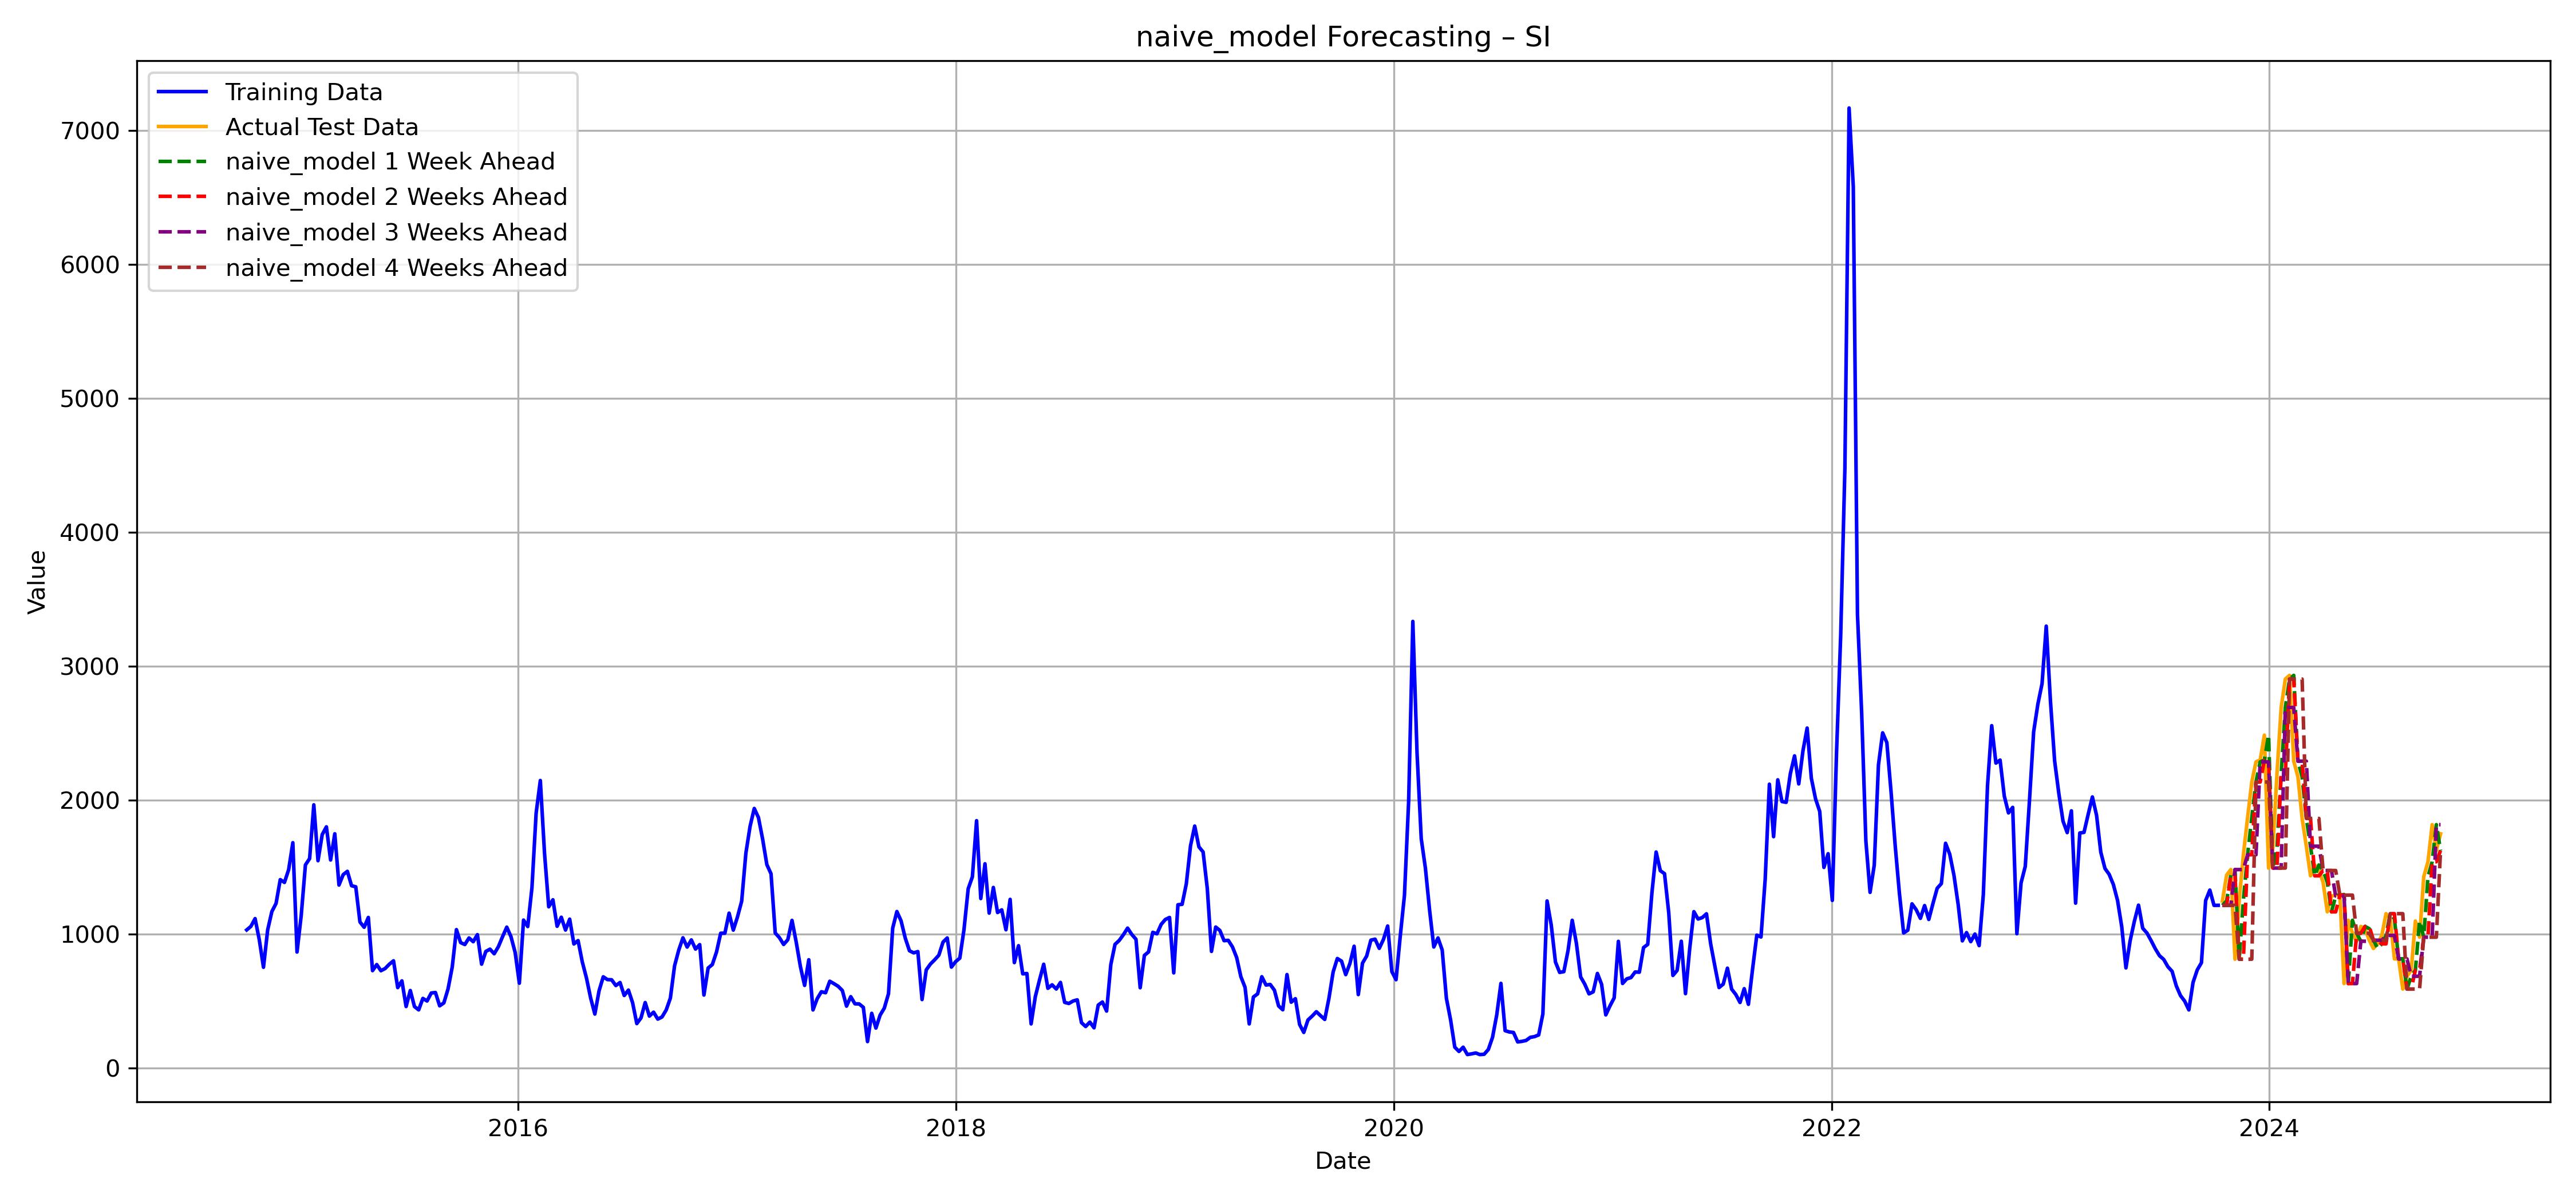 naive_model Forecasting – SI
Training Data
Actual Test Data
naive_model 1 Week Ahead
naive_model 2 Weeks Ahead
naive_model 3 Weeks Ahead
naive_model 4 Weeks Ahead
7000
6000
5000
4000
3000
2000
1000
0
Value
2016
2018
2020
2022
2024
Date